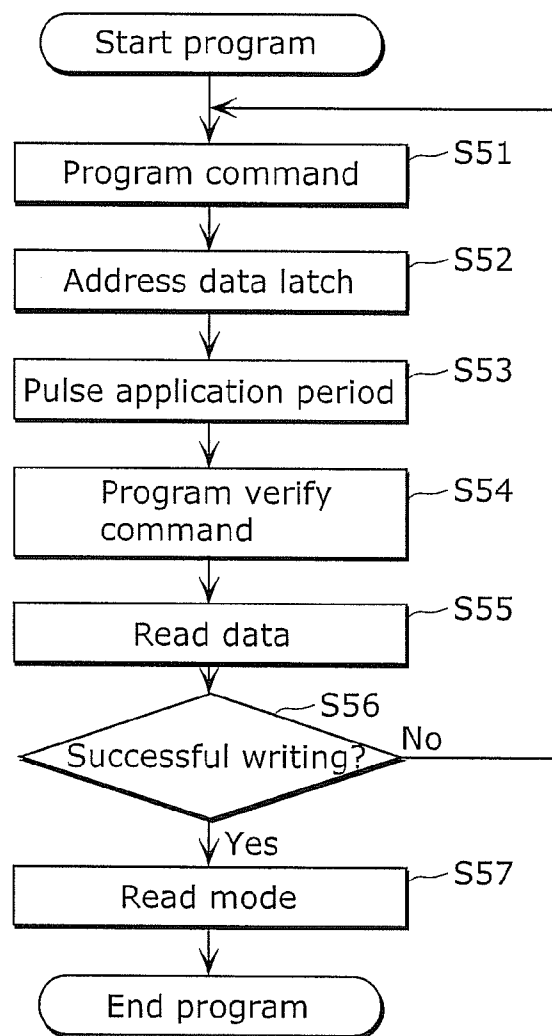 Start program
S51
Program command
S52
Address data latch
S53
Pulse application period
S54
Program verify
command
S55
Read data
S56
Successful writing?
No
Yes
S57
Read mode
End program